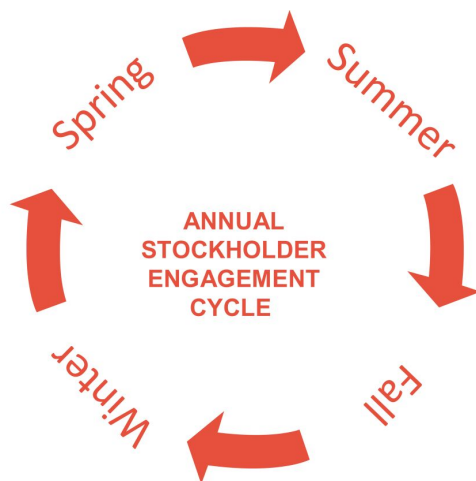 Spring
Summer
ANNUAL
STOCKHOLDER
ENGAGEMENT
CYCLE
Fall
Winter